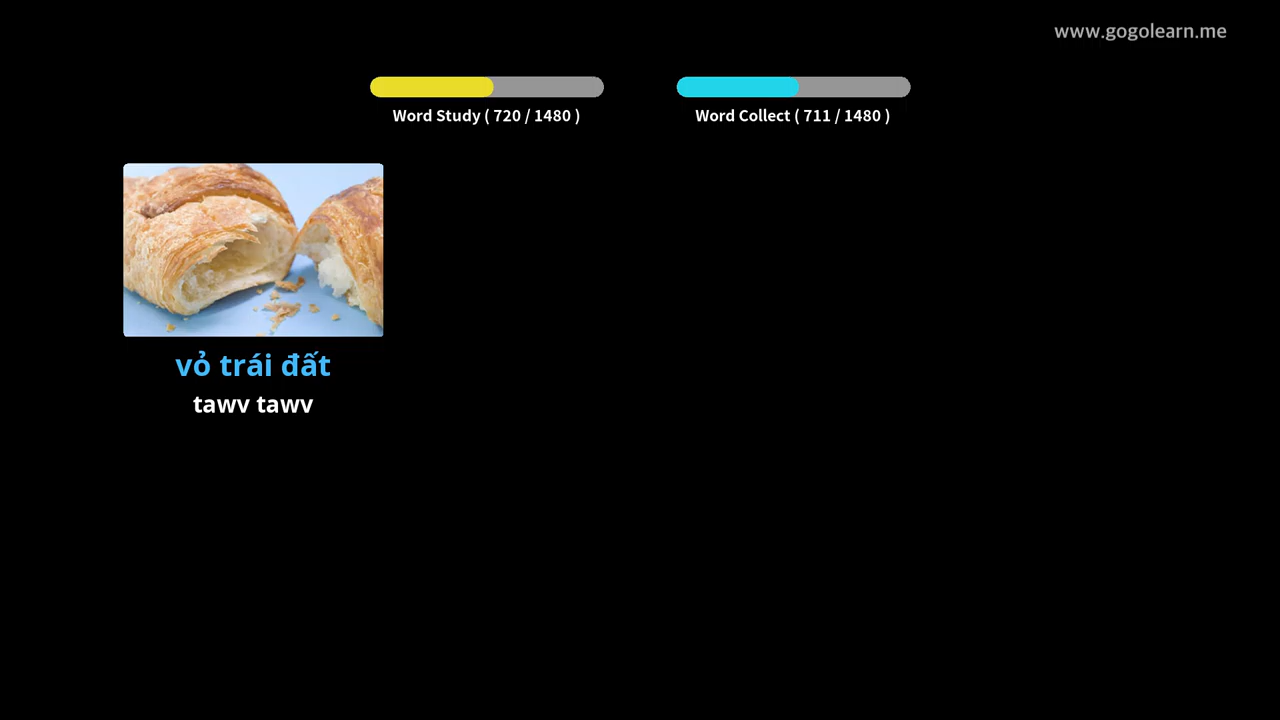 www.gogolearn.me
Word Study ( 720 / 1480 )
Word Collect ( 711 / 1480 )
vỏ trái đất
tawv tawv